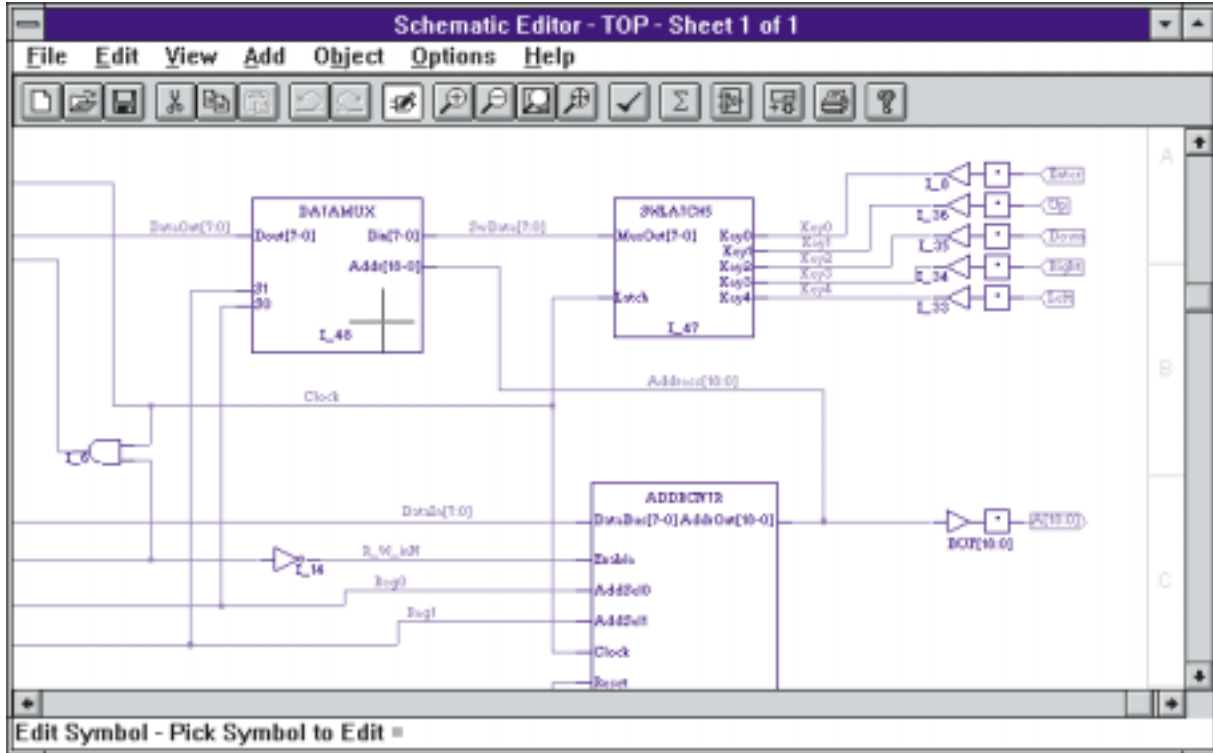 Schematic Editor - TOP - Sheet 1 of 1
File Edit View Add Object Options Help
A
DATAMUX
SWLATCHS
I_8
Enter
DataOut[7:0]
Dout[7-0]
Din[7-0]
SwData[7:0]
MuxOut[7-0]
Key0
Key0
I_36
Up
Key1
Key1
I_35
Down
Addr[10-0]
Key2
Key2
I_34
Right
Key3
Key3
S1
S0
Latch
Key4
Key4
I_33
Left
I_47
B
Address[10:0]
Clock
I_6
ADDRCNTR
DataIn[7:0]
DataBus[7-0] AddrOut[10-0]
A[10:0]
I_14
Enable
Reg0
AddSel0
C
Reg1
AddSel1
Clock
Reset
Edit Symbol - Pick Symbol to Edit =